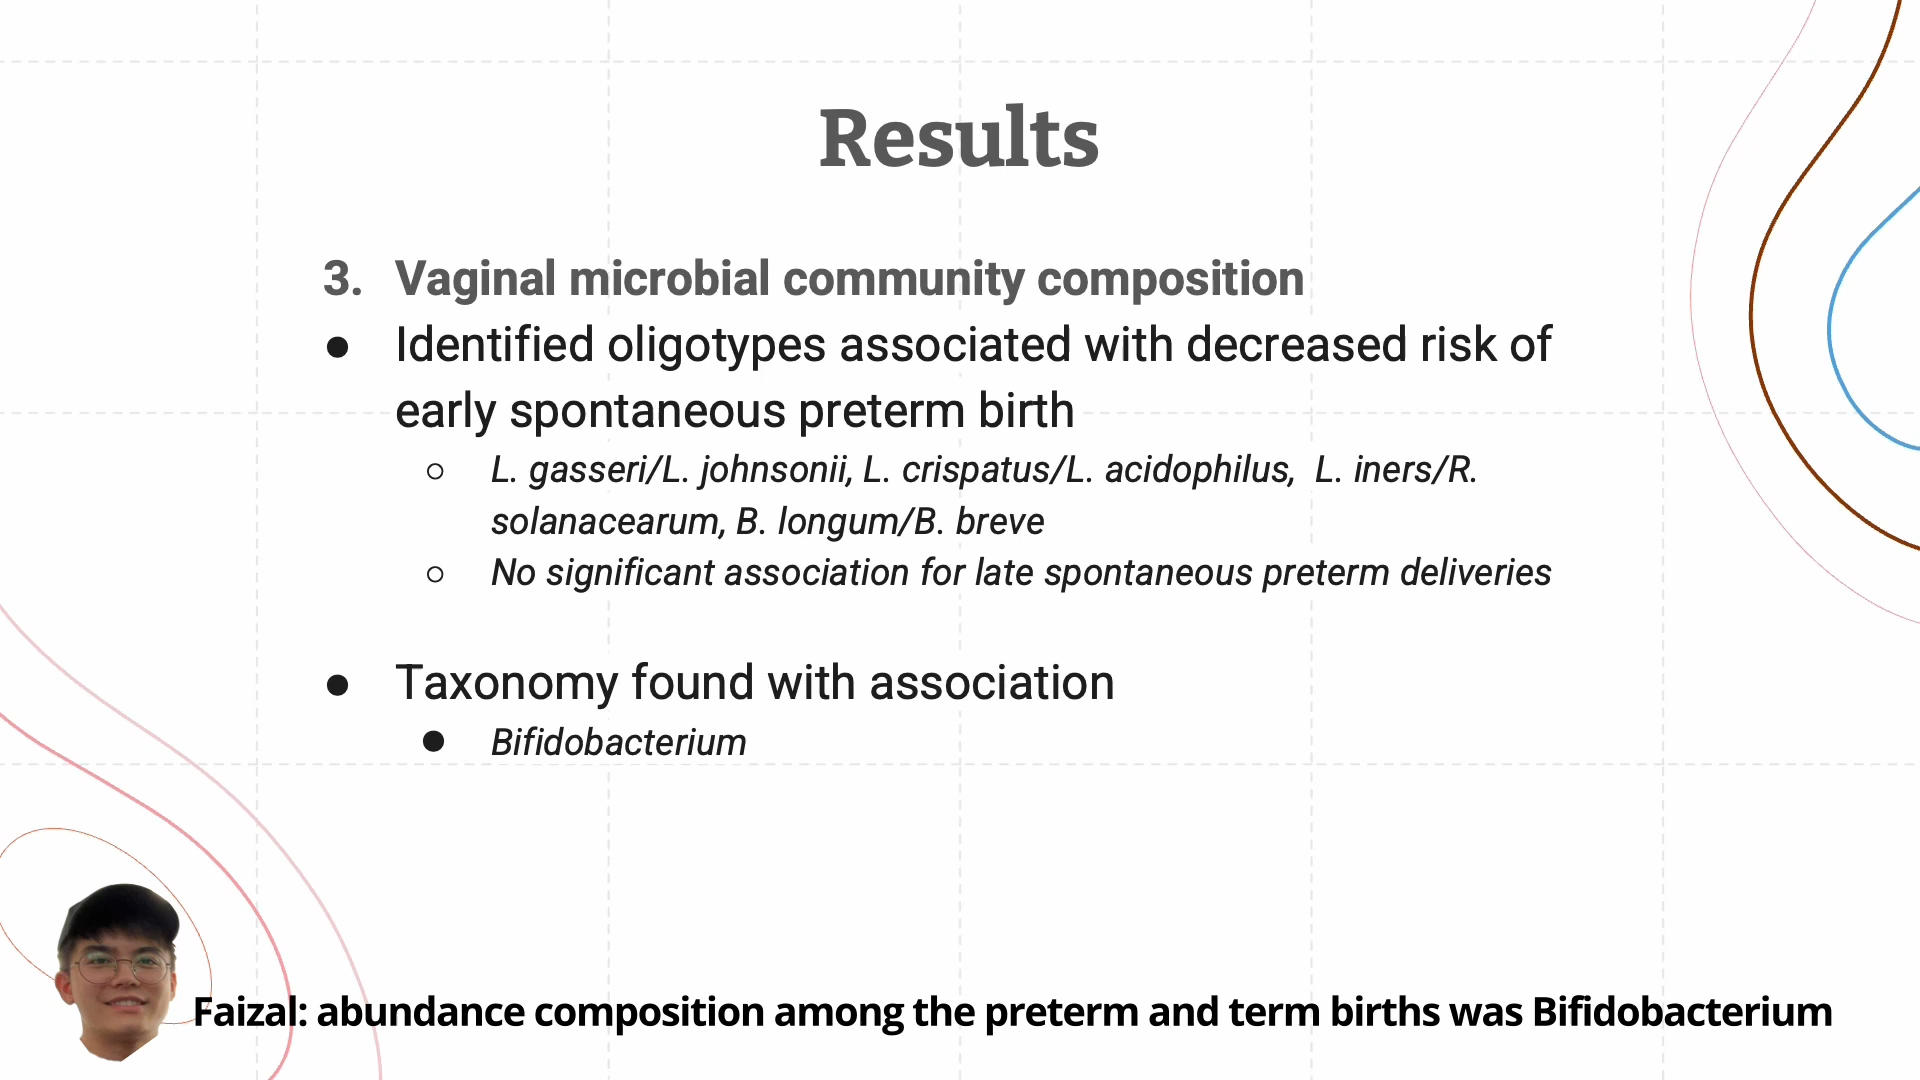 Results
3. Vaginal microbial community composition
● Identified oligotypes associated with decreased risk of
early spontaneous preterm birth
○ L. gasseri/L. johnsonii, L. crispatus/L. acidophilus,  L. iners/R.
solanacearum, B. longum/B. breve
○ No significant association for late spontaneous preterm deliveries
● Taxonomy found with association
● Bifidobacterium
Faizal: abundance composition among the preterm and term births was Bifidobacterium